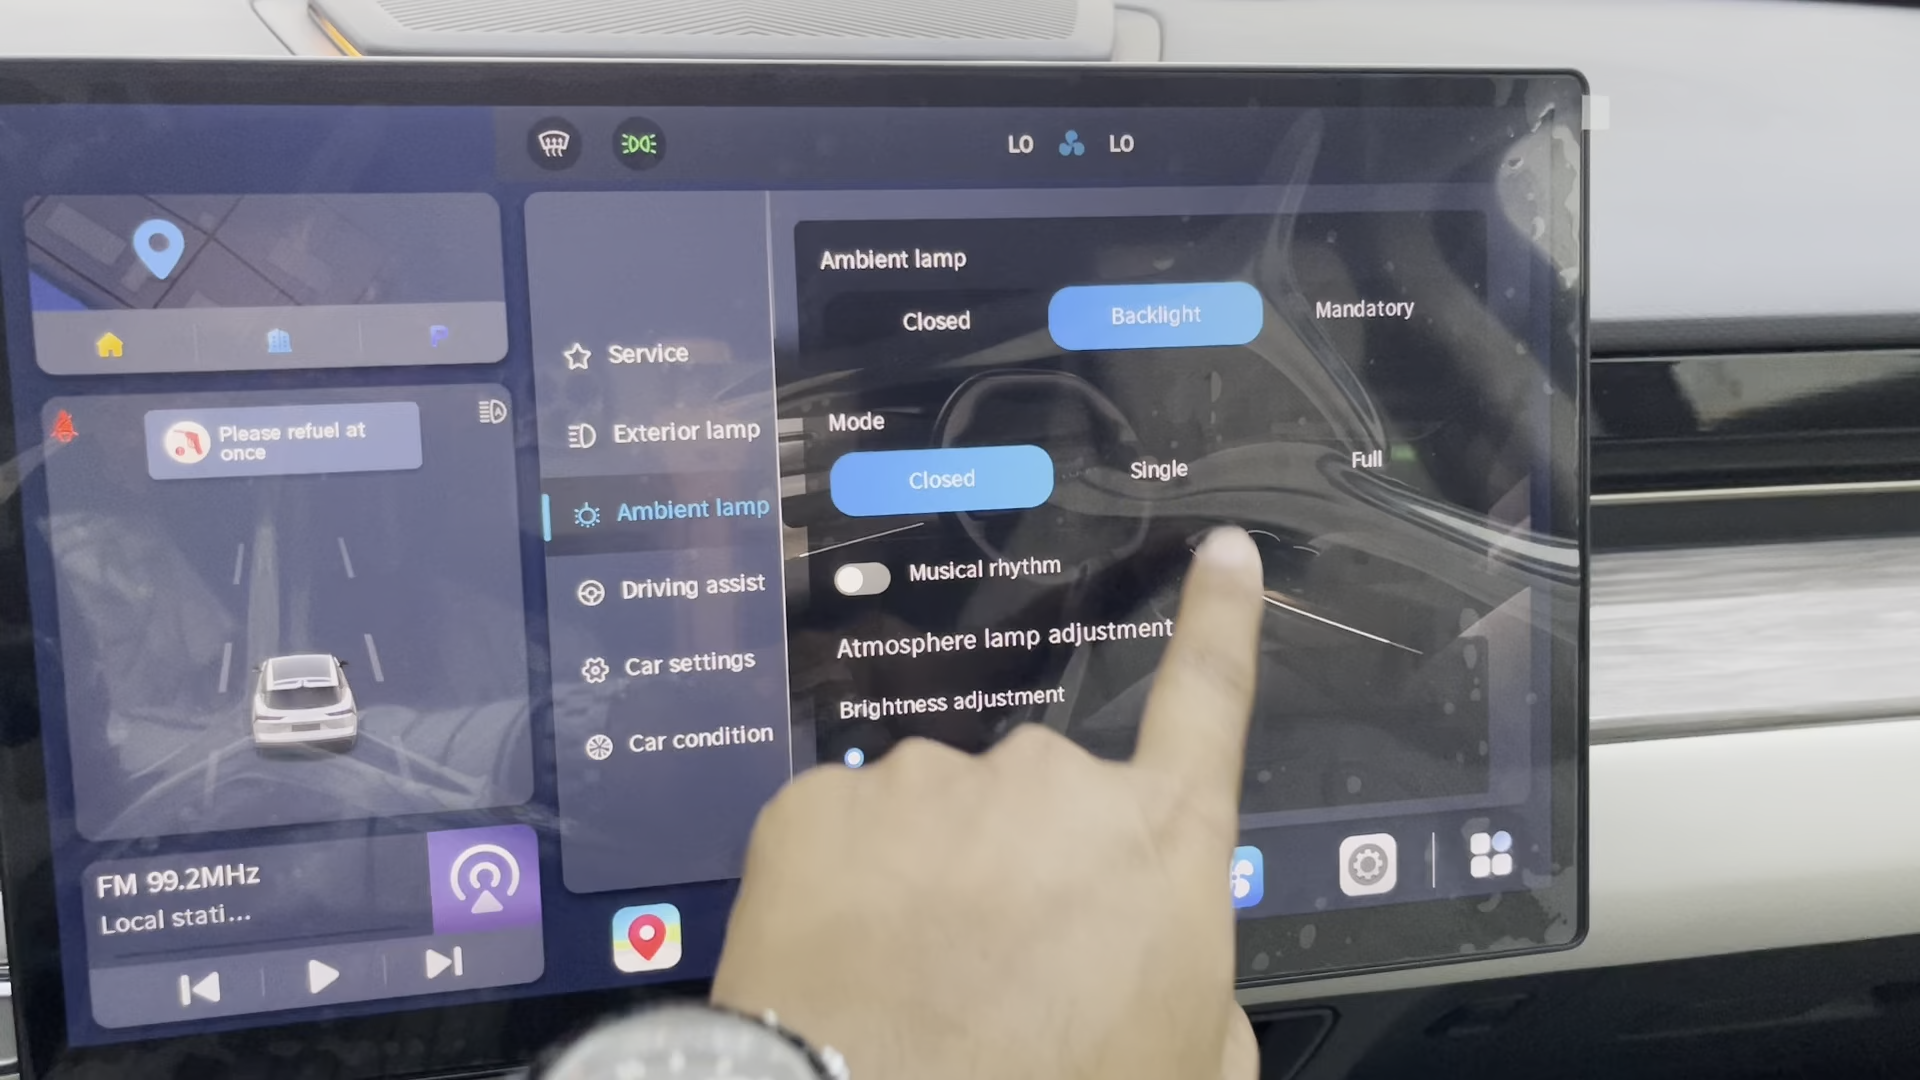 LO LO
Please refuel at
once
FM 99.2MHz
Local stati...
Service
Exterior lamp
Ambient lamp
Driving assist
Car settings
Car condition
Ambient lamp
Closed Backlight Mandatory
Mode
Closed Single Full
Musical rhythm
Atmosphere lamp adjustment
Brightness adjustment